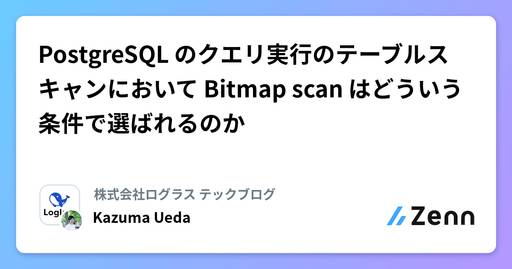 PostgreSQL のクエリ実行のテーブルス
キャンにおいて Bitmap scan はどういう
条件で選ばれるのか
株式会社ログラス テックブログ
Kazuma Ueda
Zenn